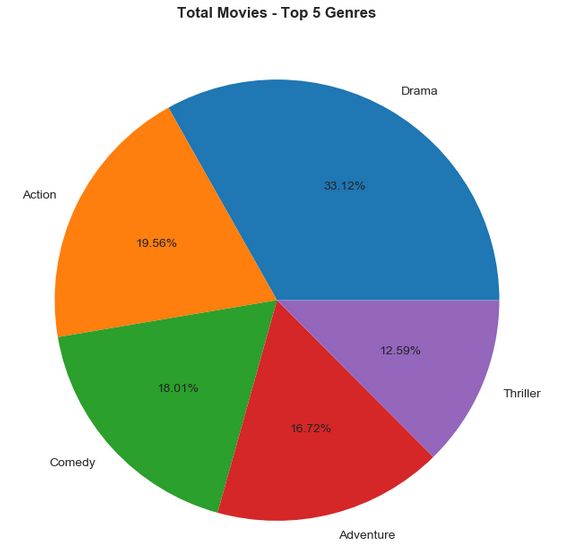 Total Movies - Top 5 Genres
Drama
33.12%
Action
19.56%
12.59%
18.01%
Thriller
16.72%
Comedy
Adventure